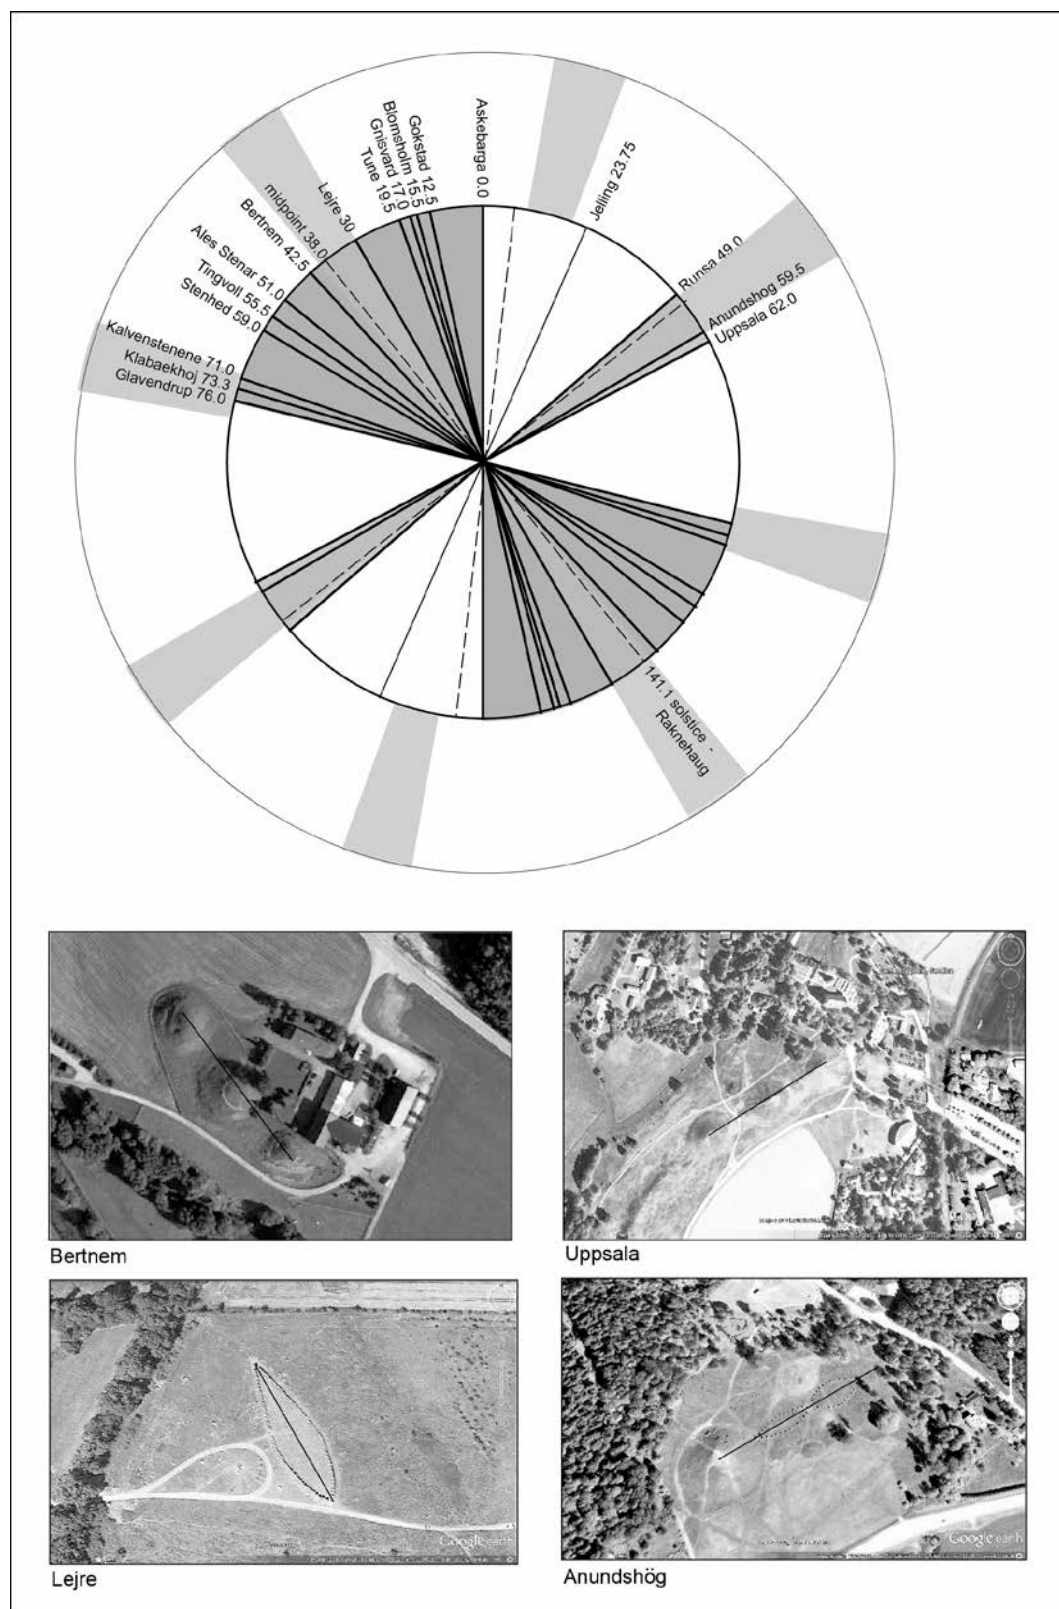 Askebarga 0.0
Gokstad 12.5
Blomsholm 15.5
Gnisvard 17.0
Tune 19.5
Lejre 30
midpoint 38.0
Bertnem 42.5
Ales Stenar 51.0
Tingvoll 55.5
Stenhed 59.0
Kalvenstenene 71.0
Klabaekhoj 73.3
Glavendrup 76.0
Jelling 23.75
Runsa 49.0
Anundshog 59.5
Uppsala 62.0
141.1 solstice -
Raknehaug
Bertnem
Uppsala
Google earth
Lejre
Google earth
Anundshög